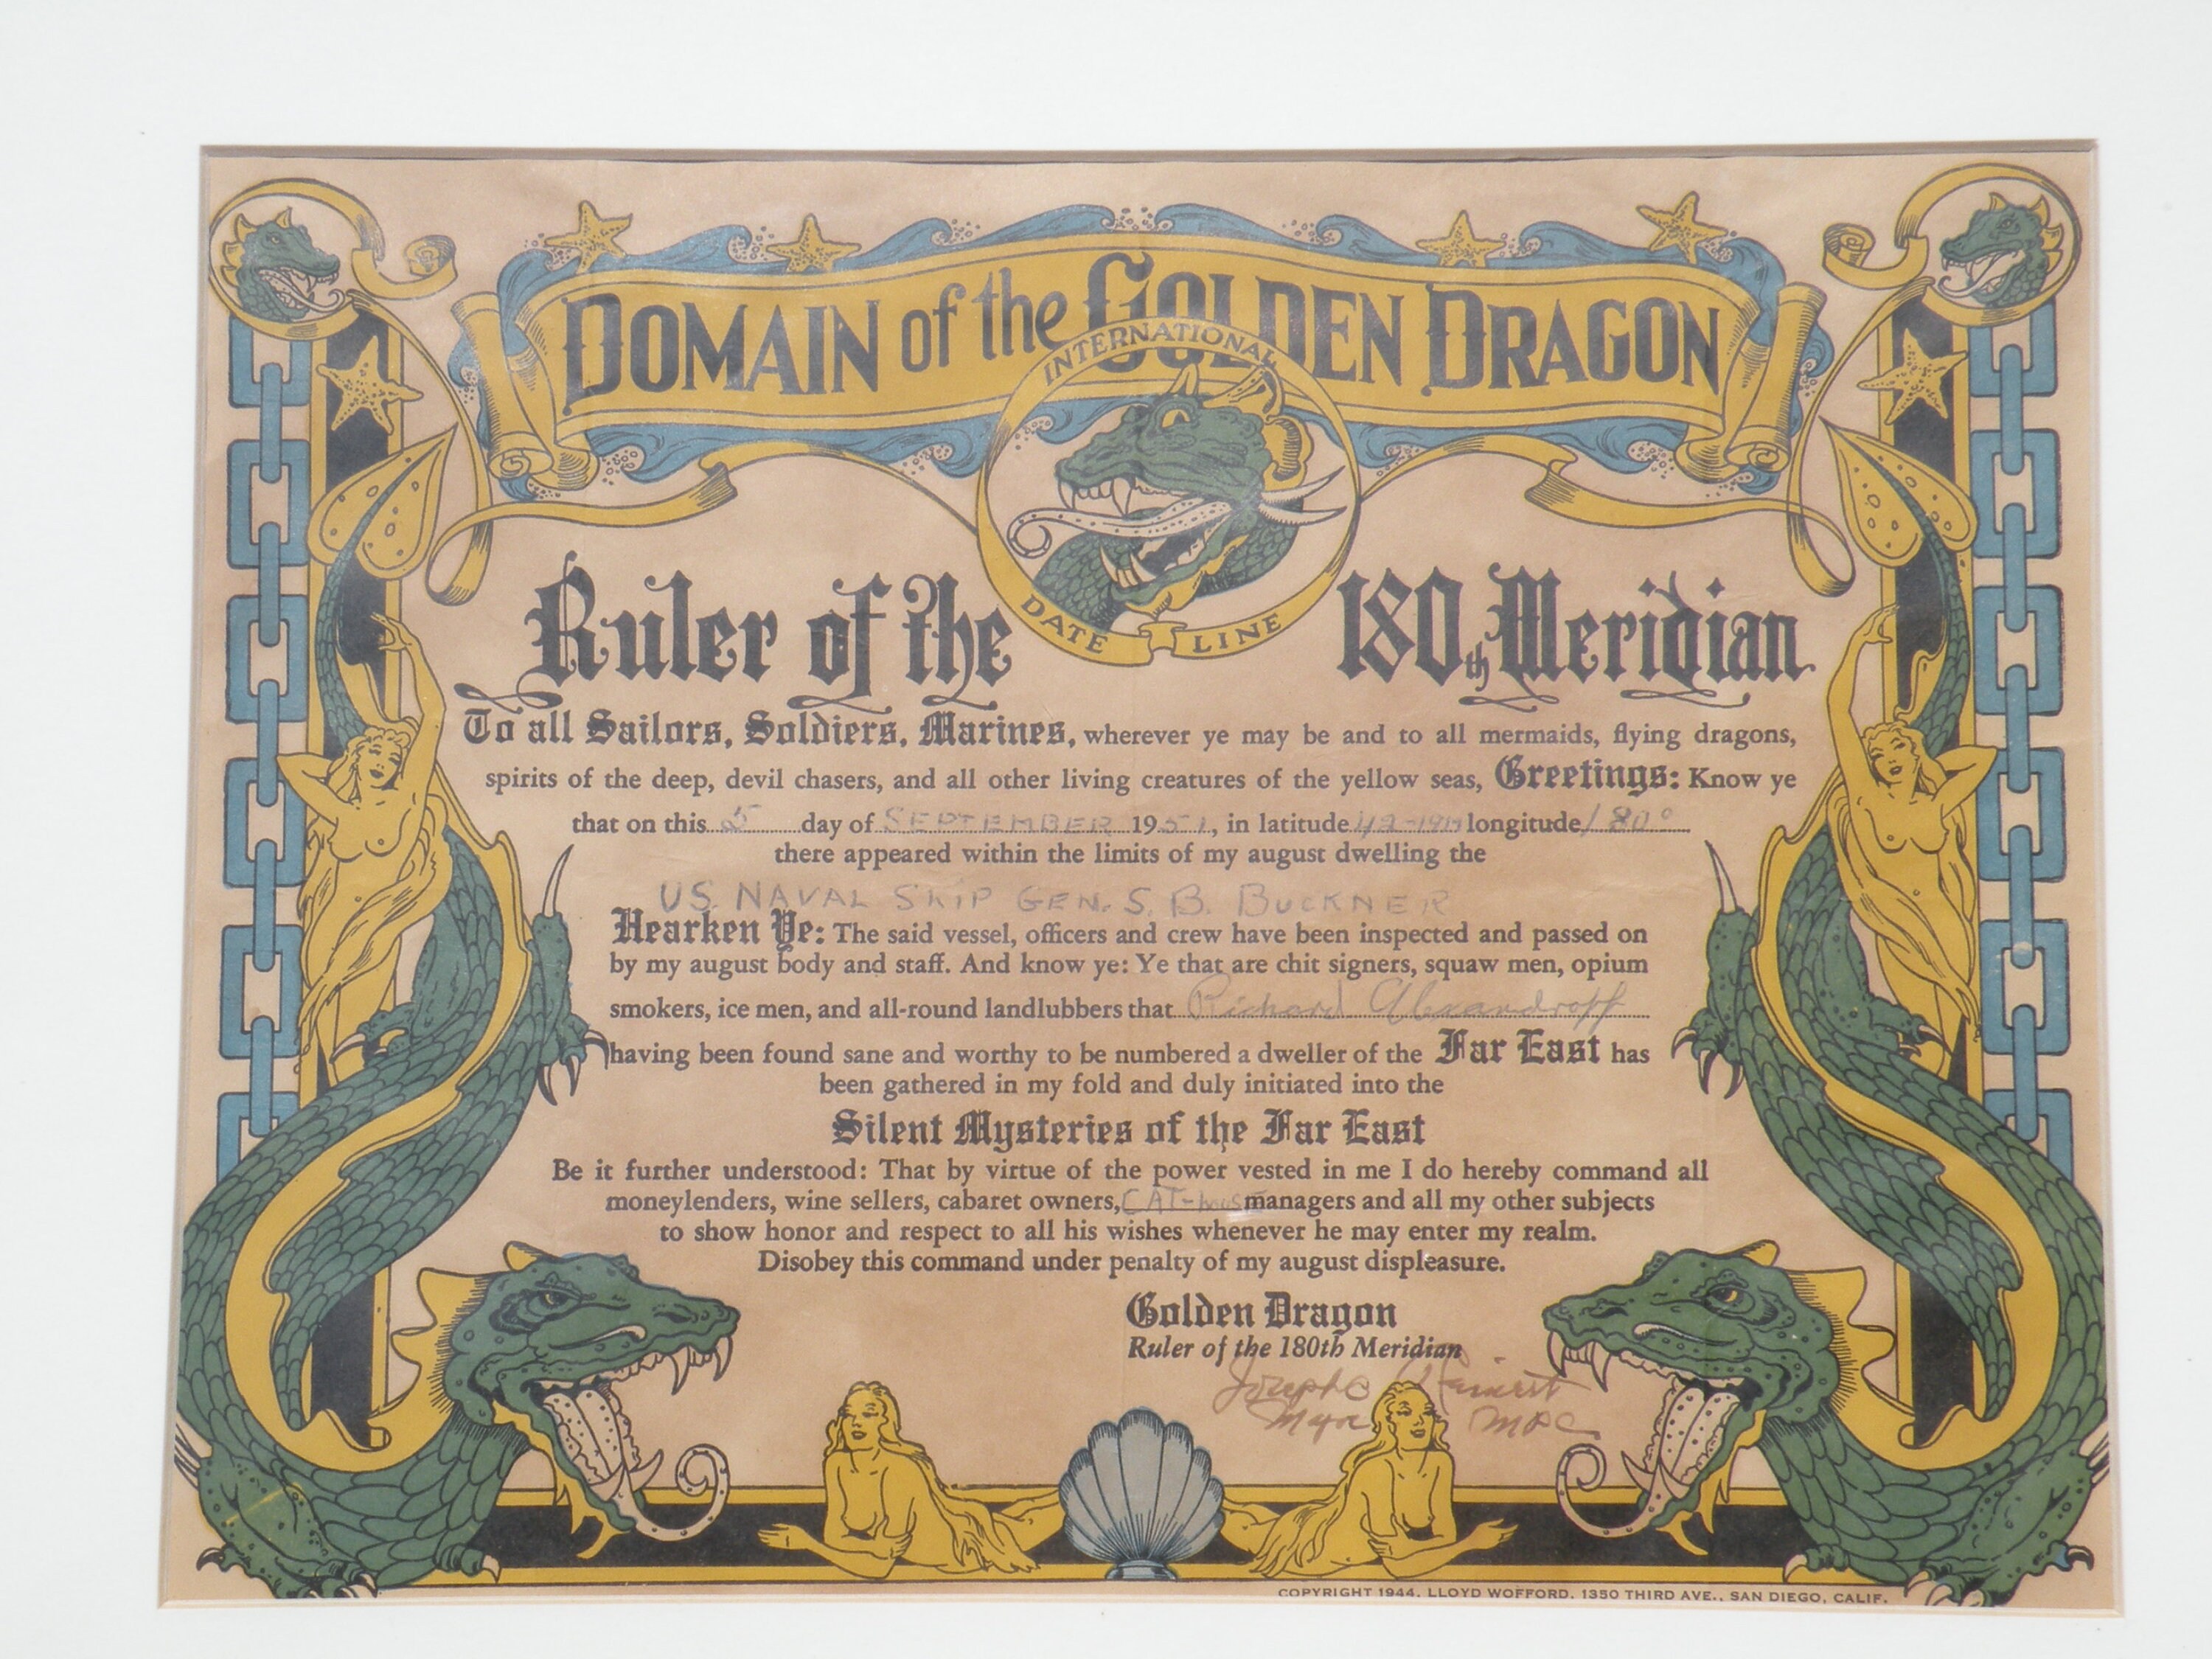 DOMAIN of the GOLDEN DRAGON
INTERNATIONAL
DATE LINE
Ruler of the 180th Meridian
To all Sailors, Soldiers, Marines, wherever ye may be and to all mermaids, flying dragons,
spirits of the deep, devil chasers, and all other living creatures of the yellow seas, Greetings: Know ye
that on this 5 day of SEPTEMBER 1951, in latitude longitude 180°
there appeared within the limits of my august dwelling the
US. NAVAL SHIP GEN. S. B. BUCKNER
Hearken Ye: The said vessel, officers and crew have been inspected and passed on
by my august body and staff. And know ye: Ye that are chit signers, squaw men, opium
smokers, ice men, and all-round landlubbers that Richard Alexandroff
having been found sane and worthy to be numbered a dweller of the Far East has
been gathered in my fold and duly initiated into the
Silent Mysteries of the Far East
Be it further understood: That by virtue of the power vested in me I do hereby command all
moneylenders, wine sellers, cabaret owners, CAT-house managers and all my other subjects
to show honor and respect to all his wishes whenever he may enter my realm.
Disobey this command under penalty of my august displeasure.
Golden Dragon
Ruler of the 180th Meridian
Joseph
COPYRIGHT 1944, LLOYD WOFFORD, 1350 THIRD AVE., SAN DIEGO, CALIF.